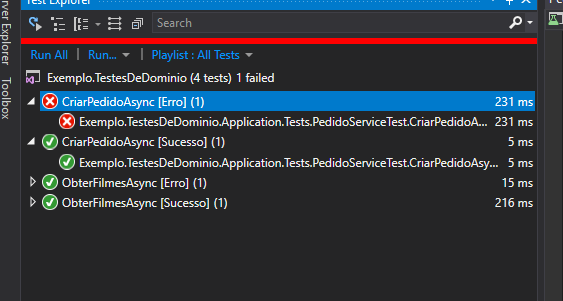 Test Explorer
Server Explorer
Toolbox
Search
Run All | Run... | Playlist : All Tests
Exemplo.TestesDeDominio (4 tests) 1 failed
CriarPedidoAsync [Erro] (1) 231 ms
Exemplo.TestesDeDominio.Application.Tests.PedidoServiceTest.CriarPedidoA... 231 ms
CriarPedidoAsync [Sucesso] (1) 5 ms
Exemplo.TestesDeDominio.Application.Tests.PedidoServiceTest.CriarPedidoAsy... 5 ms
ObterFilmesAsync [Erro] (1) 15 ms
ObterFilmesAsync [Sucesso] (1) 216 ms